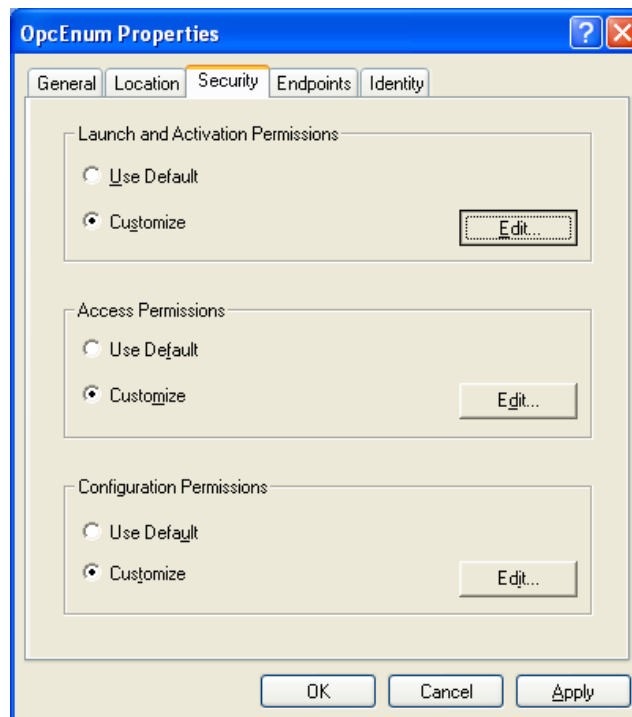 OpcEnum Properties
General Location Security Endpoints Identity
Launch and Activation Permissions
Use Default
Customize
Edit...
Access Permissions
Use Default
Customize
Edit...
Configuration Permissions
Use Default
Customize
Edit...
OK Cancel Apply